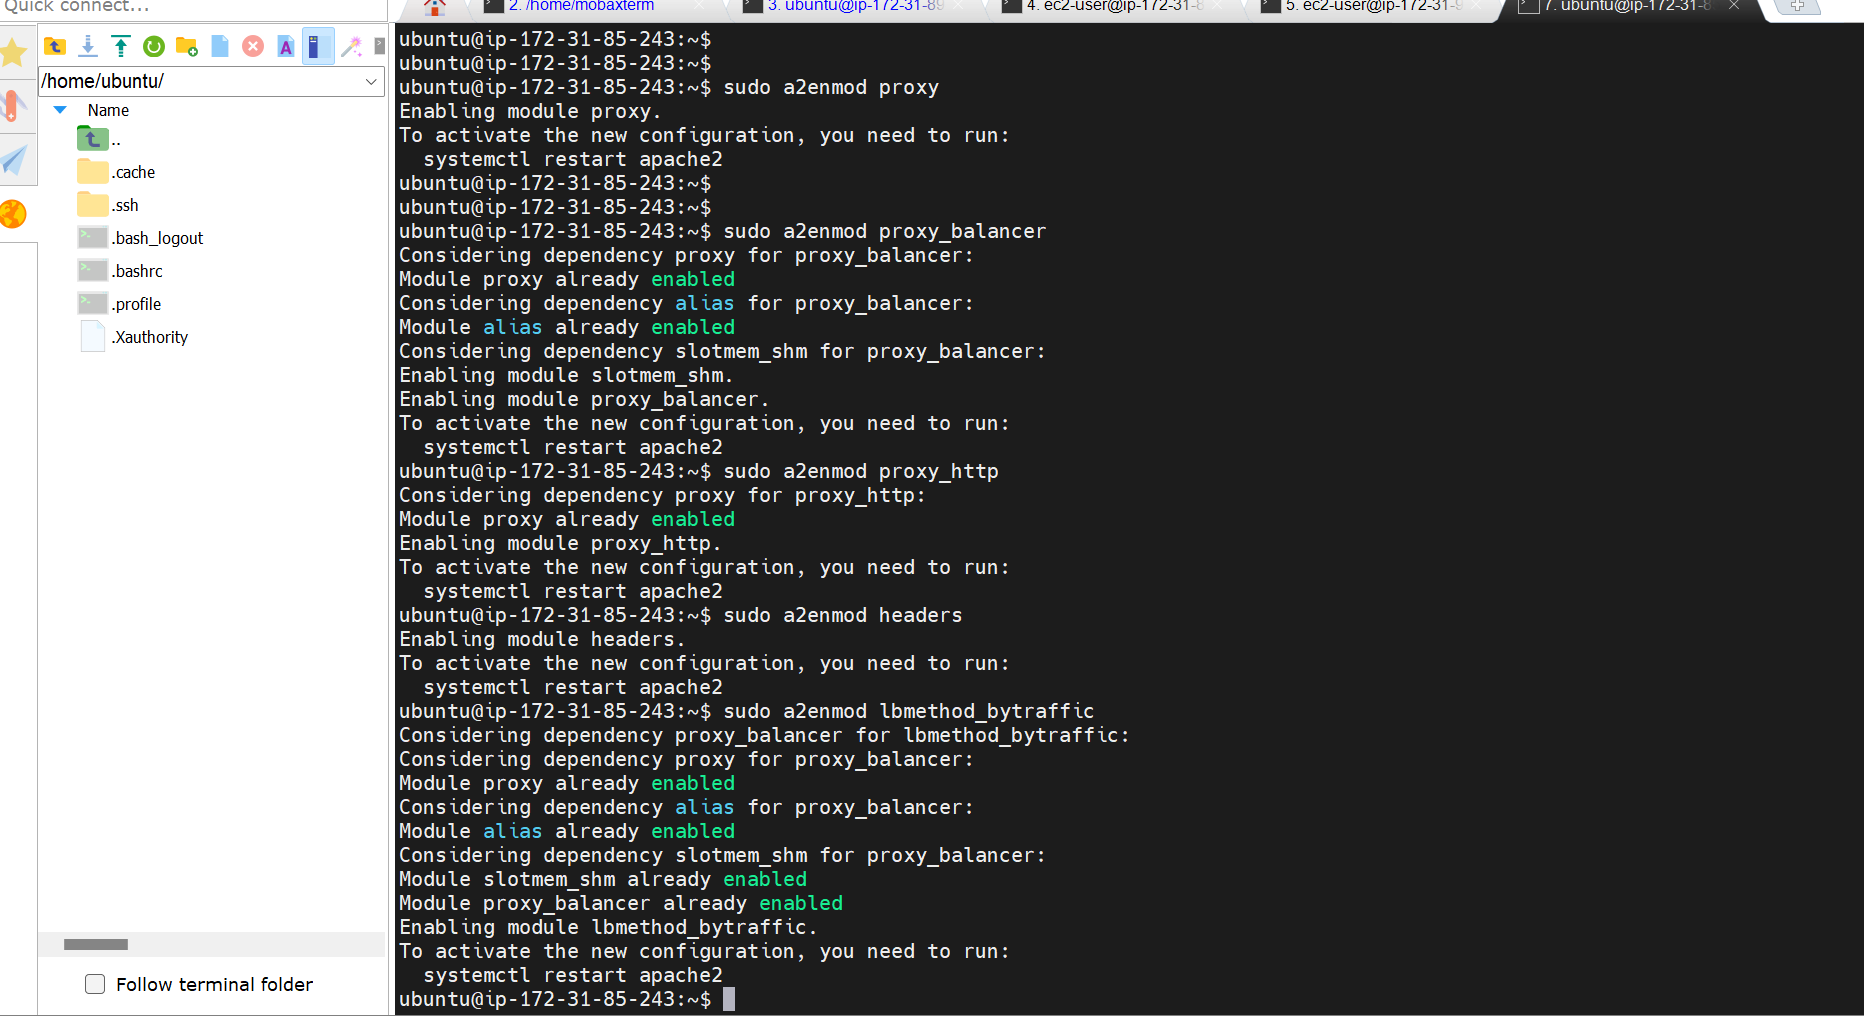 Quick connect...
2. /home/mobaxterm
3. ubuntu@ip-172-31-89
4. ec2-user@ip-172-31-8
5. ec2-user@ip-172-31-9
7. ubuntu@ip-172-31-8
/home/ubuntu/
Name
..
.cache
.ssh
.bash_logout
.bashrc
.profile
.Xauthority
Follow terminal folder
ubuntu@ip-172-31-85-243:~$
ubuntu@ip-172-31-85-243:~$
ubuntu@ip-172-31-85-243:~$ sudo a2enmod proxy
Enabling module proxy.
To activate the new configuration, you need to run:
  systemctl restart apache2
ubuntu@ip-172-31-85-243:~$
ubuntu@ip-172-31-85-243:~$
ubuntu@ip-172-31-85-243:~$ sudo a2enmod proxy_balancer
Considering dependency proxy for proxy_balancer:
Module proxy already enabled
Considering dependency alias for proxy_balancer:
Module alias already enabled
Considering dependency slotmem_shm for proxy_balancer:
Enabling module slotmem_shm.
Enabling module proxy_balancer.
To activate the new configuration, you need to run:
  systemctl restart apache2
ubuntu@ip-172-31-85-243:~$ sudo a2enmod proxy_http
Considering dependency proxy for proxy_http:
Module proxy already enabled
Enabling module proxy_http.
To activate the new configuration, you need to run:
  systemctl restart apache2
ubuntu@ip-172-31-85-243:~$ sudo a2enmod headers
Enabling module headers.
To activate the new configuration, you need to run:
  systemctl restart apache2
ubuntu@ip-172-31-85-243:~$ sudo a2enmod lbmethod_bytraffic
Considering dependency proxy_balancer for lbmethod_bytraffic:
Considering dependency proxy for proxy_balancer:
Module proxy already enabled
Considering dependency alias for proxy_balancer:
Module alias already enabled
Considering dependency slotmem_shm for proxy_balancer:
Module slotmem_shm already enabled
Module proxy_balancer already enabled
Enabling module lbmethod_bytraffic.
To activate the new configuration, you need to run:
  systemctl restart apache2
ubuntu@ip-172-31-85-243:~$